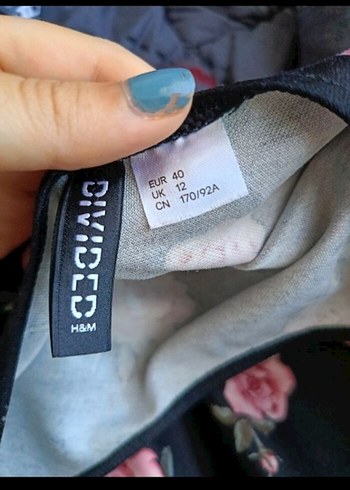 EUR 40
UK 12
CN 170/92A
DIVIDED
H&M